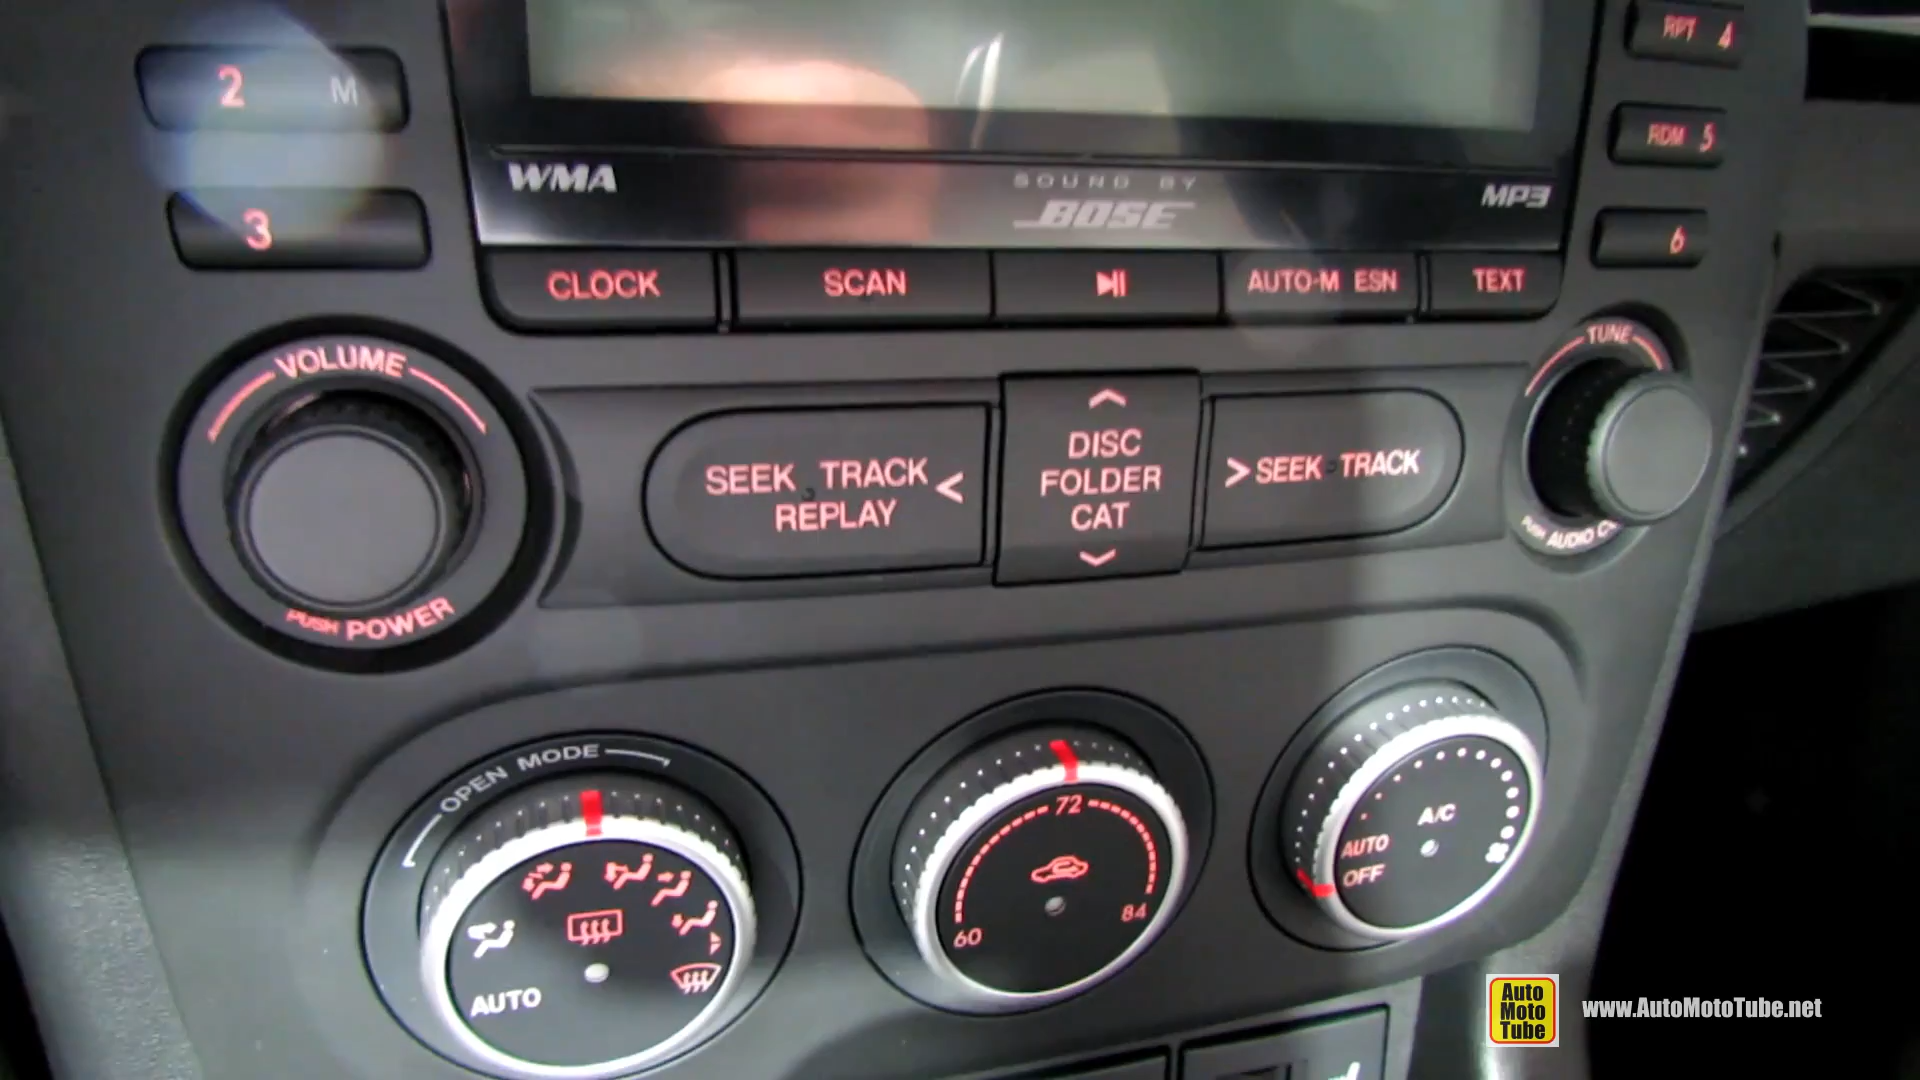 2 M
3
RPT 4
RDM 5
6
WMA
SOUND BY
BOSE
MP3
CLOCK
SCAN
AUTO-M ESN
TEXT
VOLUME
PUSH POWER
SEEK TRACK <
REPLAY
DISC
FOLDER
CAT
> SEEK TRACK
TUNE
PUSH AUDIO
OPEN MODE
AUTO
72
60
84
A/C
AUTO
OFF
Auto
Moto
Tube
www.AutoMotoTube.net